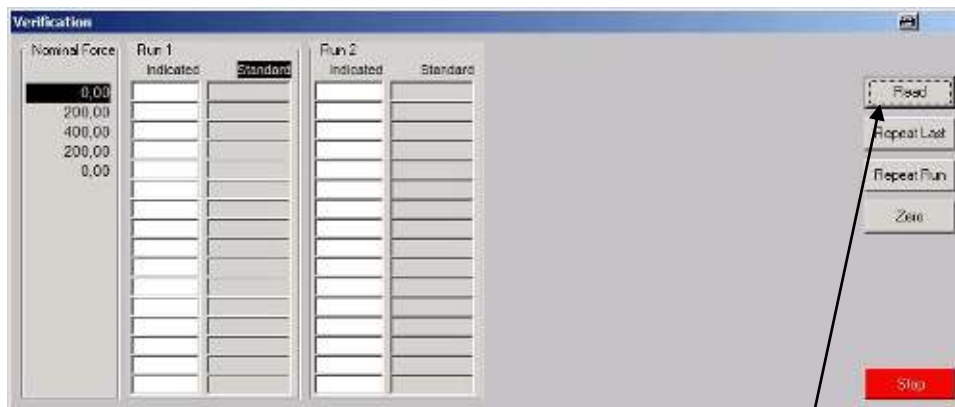 Verification
Nominal Force Run 1 Run 2
Indicated Standard Indicated Standard
0,00
200,00
400,00
200,00
0,00
Read
Repeat Last
Repeat Run
Zero
Stop